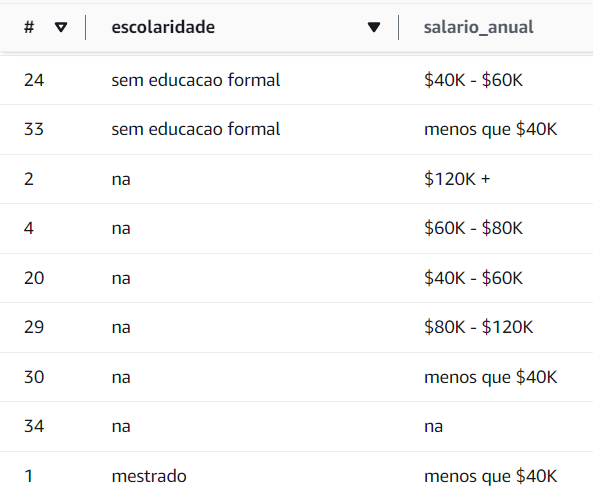 # escolaridade salario_anual
24 sem educacao formal $40K - $60K
33 sem educacao formal menos que $40K
2 na $120K +
4 na $60K - $80K
20 na $40K - $60K
29 na $80K - $120K
30 na menos que $40K
34 na na
1 mestrado menos que $40K